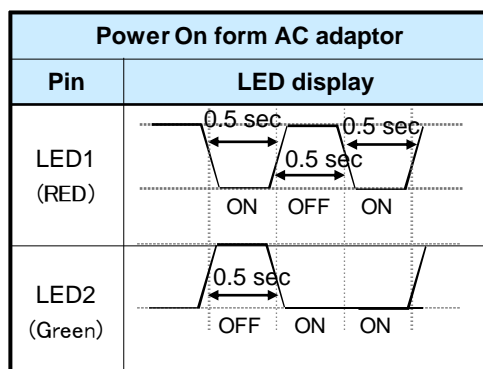 Power On form AC adaptor
Pin LED display
LED1
(RED)
0.5 sec 0.5 sec
0.5 sec
ON OFF ON
LED2
(Green)
0.5 sec
OFF ON ON